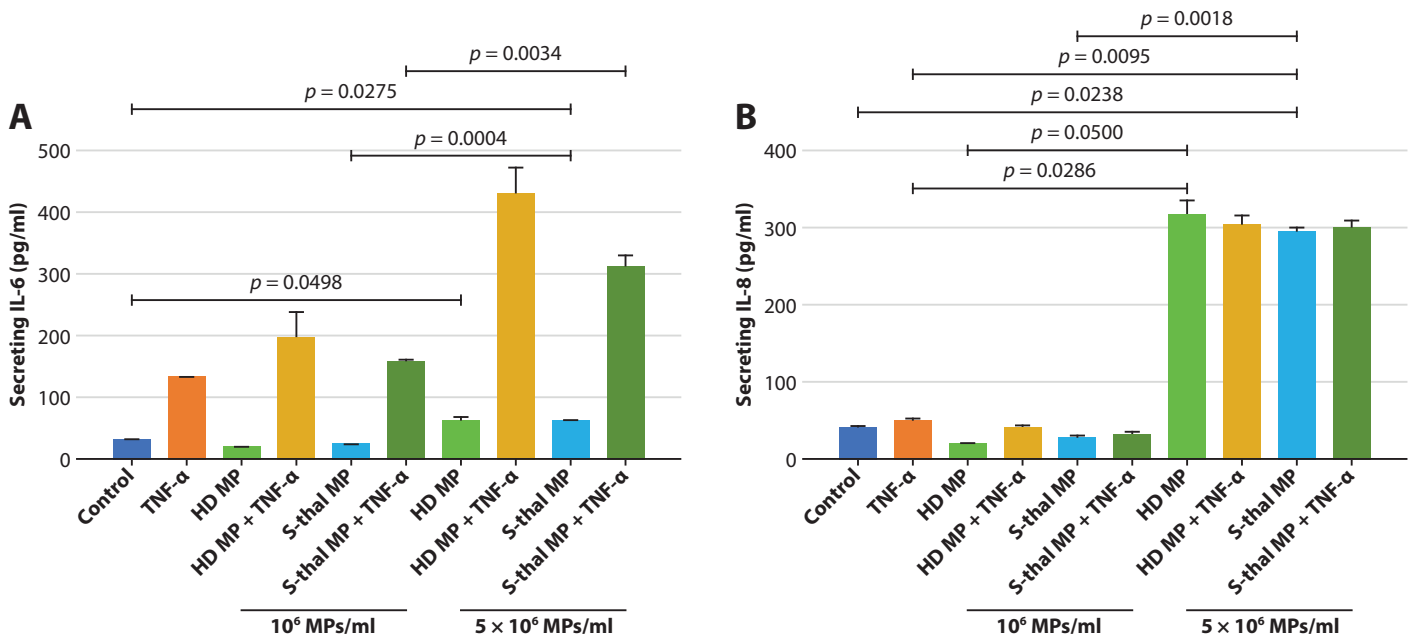 A
p = 0.0034
p = 0.0275
p = 0.0004
p = 0.0498
Secreting IL-6 (pg/ml)
500
400
300
200
100
0
Control
TNF-α
HD MP
HD MP + TNF-α
S-thal MP
S-thal MP + TNF-α
HD MP
HD MP + TNF-α
S-thal MP
S-thal MP + TNF-α
10⁶ MPs/ml
5 × 10⁶ MPs/ml
B
p = 0.0018
p = 0.0095
p = 0.0238
p = 0.0500
p = 0.0286
Secreting IL-8 (pg/ml)
400
300
200
100
0
Control
TNF-α
HD MP
HD MP + TNF-α
S-thal MP
S-thal MP + TNF-α
HD MP
HD MP + TNF-α
S-thal MP
S-thal MP + TNF-α
10⁶ MPs/ml
5 × 10⁶ MPs/ml